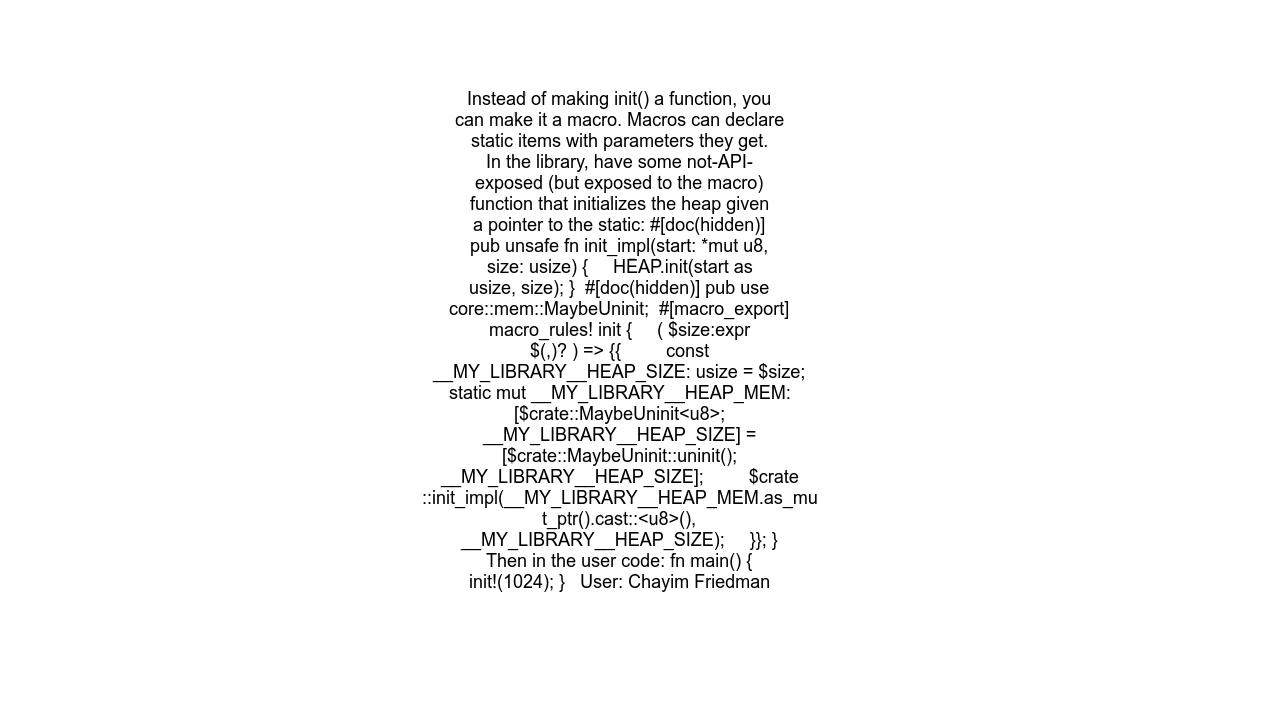 Instead of making init() a function, you
can make it a macro. Macros can declare
static items with parameters they get.
In the library, have some not-API-
exposed (but exposed to the macro)
function that initializes the heap given
a pointer to the static: #[doc(hidden)]
pub unsafe fn init_impl(start: *mut u8,
size: usize) {     HEAP.init(start as
usize, size); }  #[doc(hidden)] pub use
core::mem::MaybeUninit;  #[macro_export]
macro_rules! init {     ( $size:expr
$(,)? ) => {{         const
__MY_LIBRARY__HEAP_SIZE: usize = $size;
static mut __MY_LIBRARY__HEAP_MEM:
[$crate::MaybeUninit<u8>;
__MY_LIBRARY__HEAP_SIZE] =
[$crate::MaybeUninit::uninit();
__MY_LIBRARY__HEAP_SIZE];         $crate
::init_impl(__MY_LIBRARY__HEAP_MEM.as_mu
t_ptr().cast::<u8>(),
__MY_LIBRARY__HEAP_SIZE);     }}; }
Then in the user code: fn main() {
init!(1024); }   User: Chayim Friedman